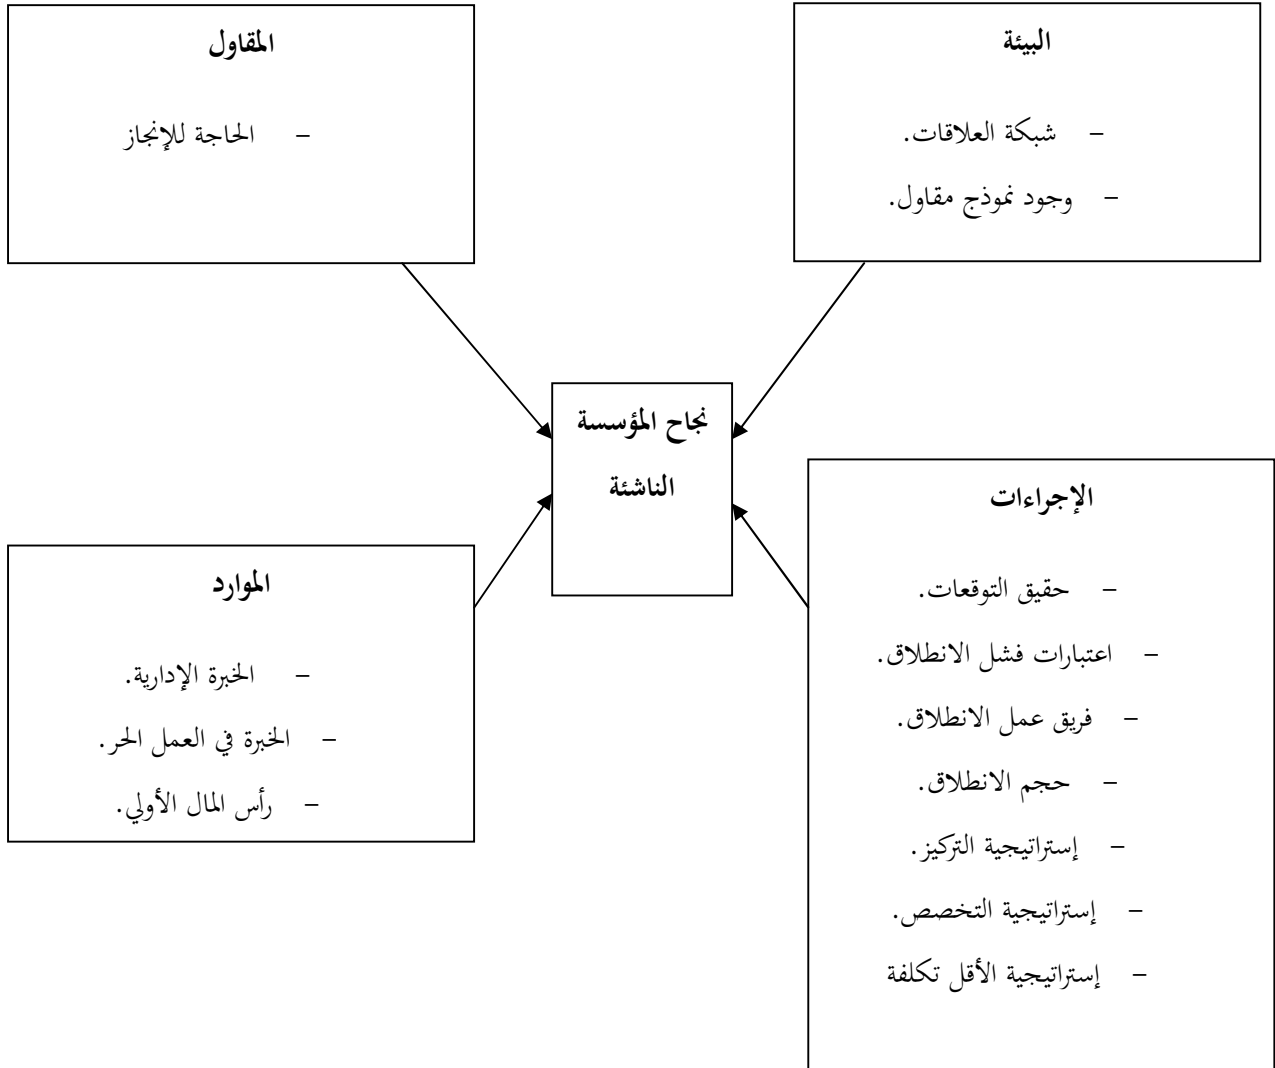 البيئة
– شبكة العلاقات.
– وجود نموذج مقاول.
المقاول
– الحاجة للإنجاز
نجاح المؤسسة
الناشئة
الإجراءات
– حقيق التوقعات.
– اعتبارات فشل الانطلاق.
– فريق عمل الانطلاق.
– حجم الانطلاق.
– إستراتيجية التركيز.
– إستراتيجية التخصص.
– إستراتيجية الأقل تكلفة
الموارد
– الخبرة الإدارية.
– الخبرة في العمل الحر.
– رأس المال الأولي.